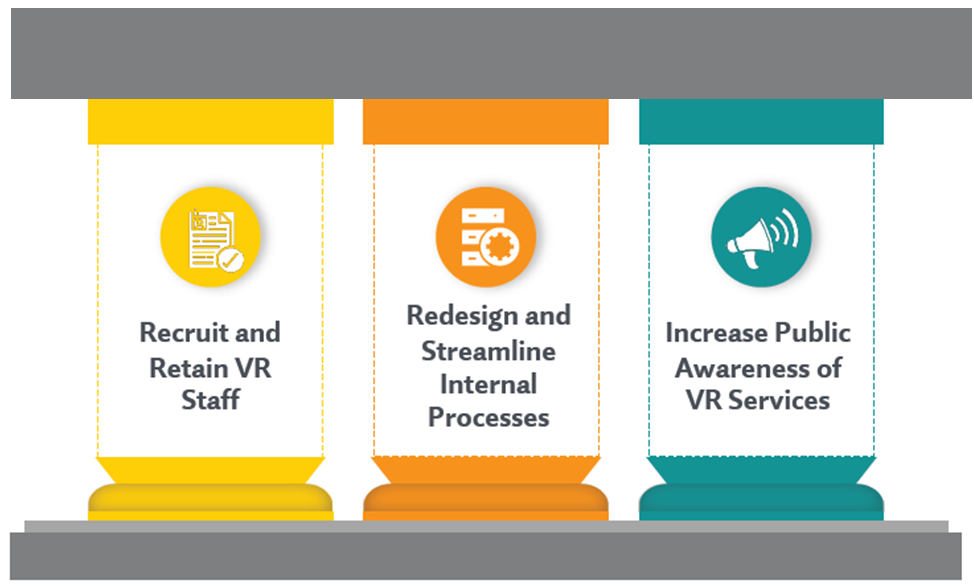 Recruit and
Retain VR
Staff
Redesign and
Streamline
Internal
Processes
Increase Public
Awareness of
VR Services